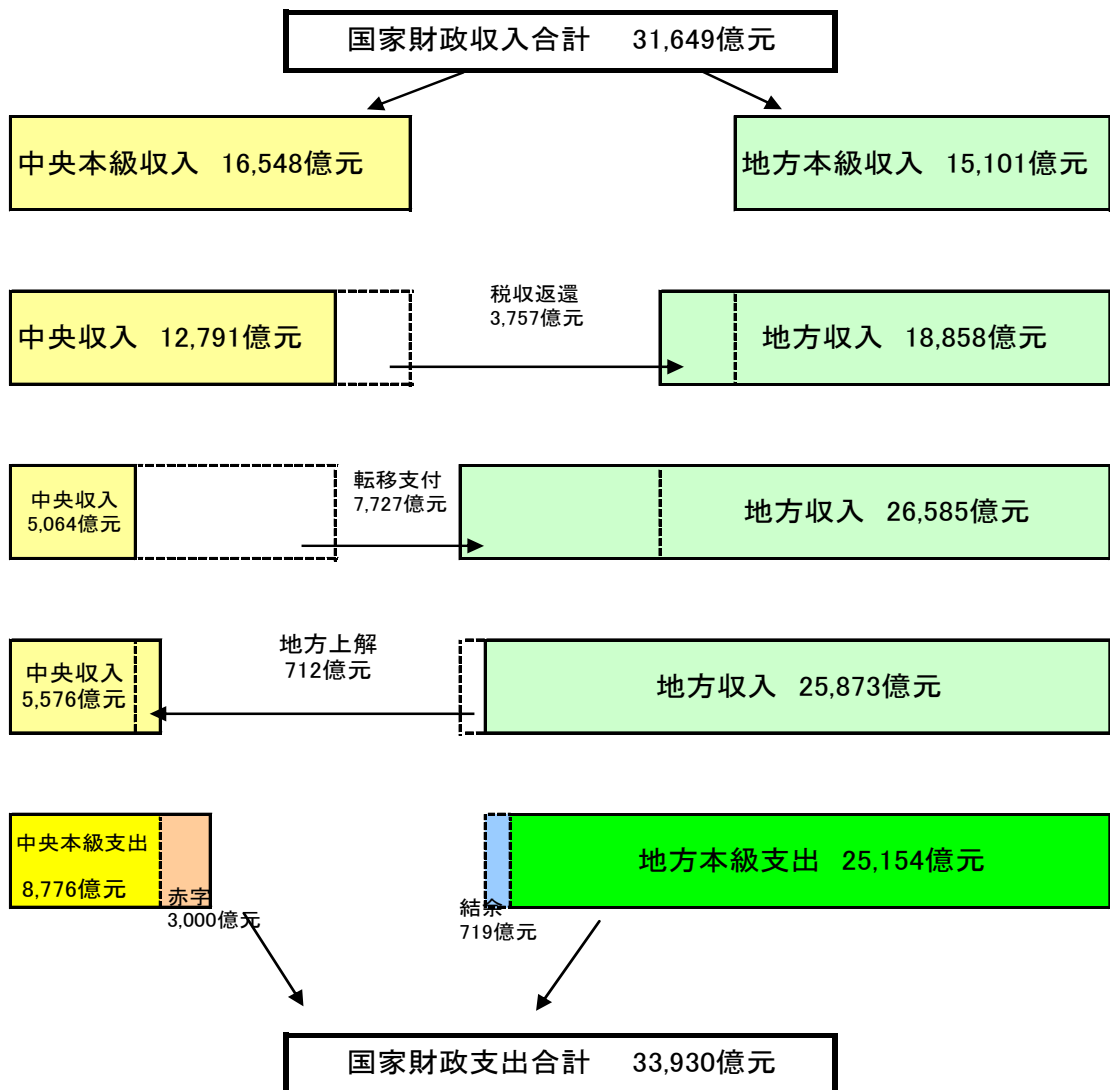 国家財政収入合計　31,649億元
中央本級収入　16,548億元
地方本級収入　15,101億元
税収返還
3,757億元
中央収入　12,791億元
地方収入　18,858億元
転移支付
7,727億元
中央収入
5,064億元
地方収入　26,585億元
地方上解
712億元
中央収入
5,576億元
地方収入　25,873億元
中央本級支出
8,776億元
赤字
3,000億元
結余
719億元
地方本級支出　25,154億元
国家財政支出合計　33,930億元